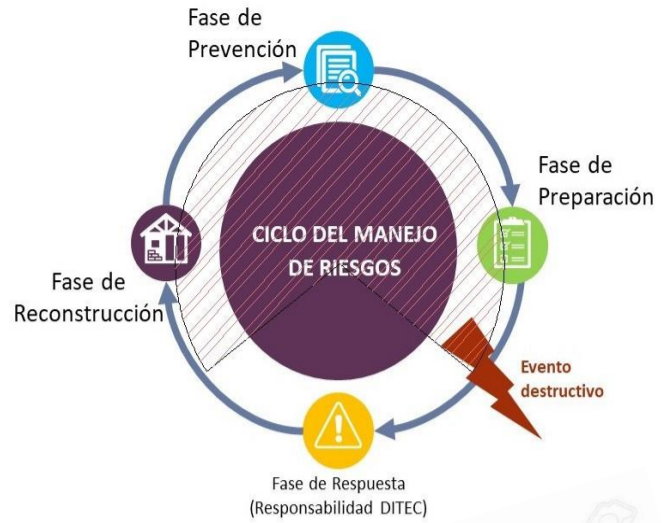 Fase de
Prevención
Fase de
Preparación
CICLO DEL MANEJO
DE RIESGOS
Fase de
Reconstrucción
Evento
destructivo
Fase de Respuesta
(Responsabilidad DITEC)